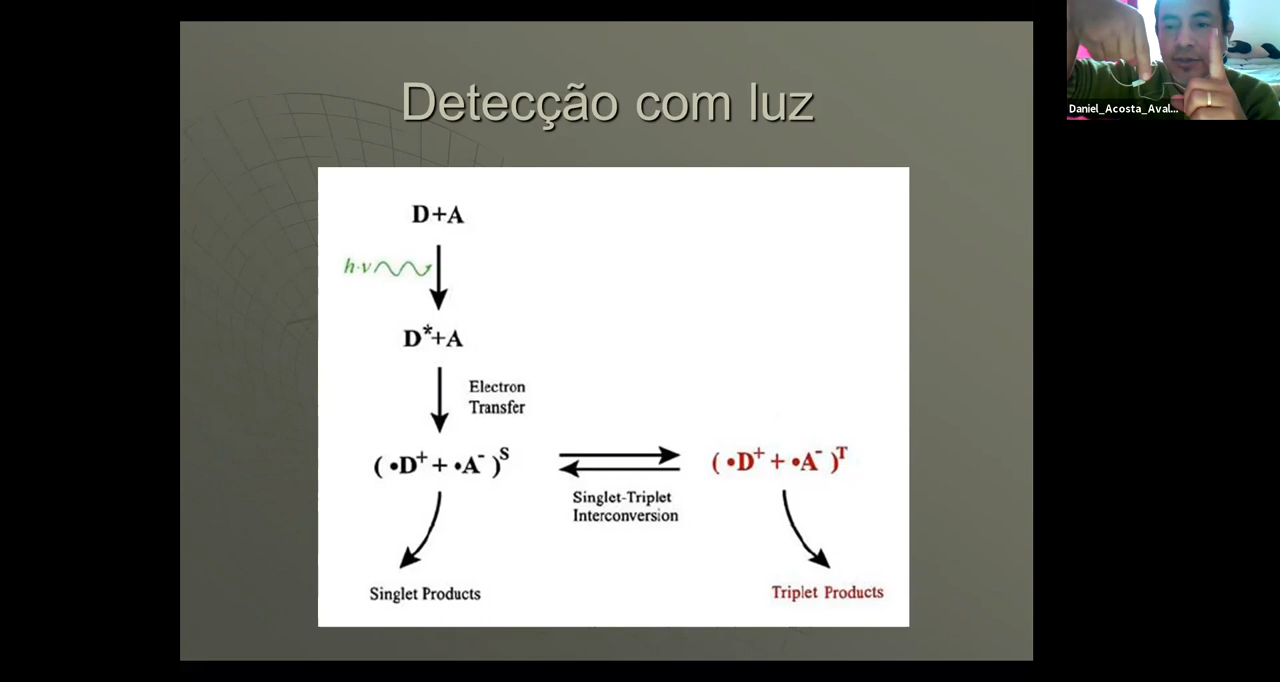 Detecção com luz
D+A
h·ν
D*+A
Electron
Transfer
( •D⁺ + •A⁻ )ˢ
( •D⁺ + •A⁻ )ᵀ
Singlet-Triplet
Interconversion
Singlet Products
Triplet Products
Daniel_Acosta_Aval...